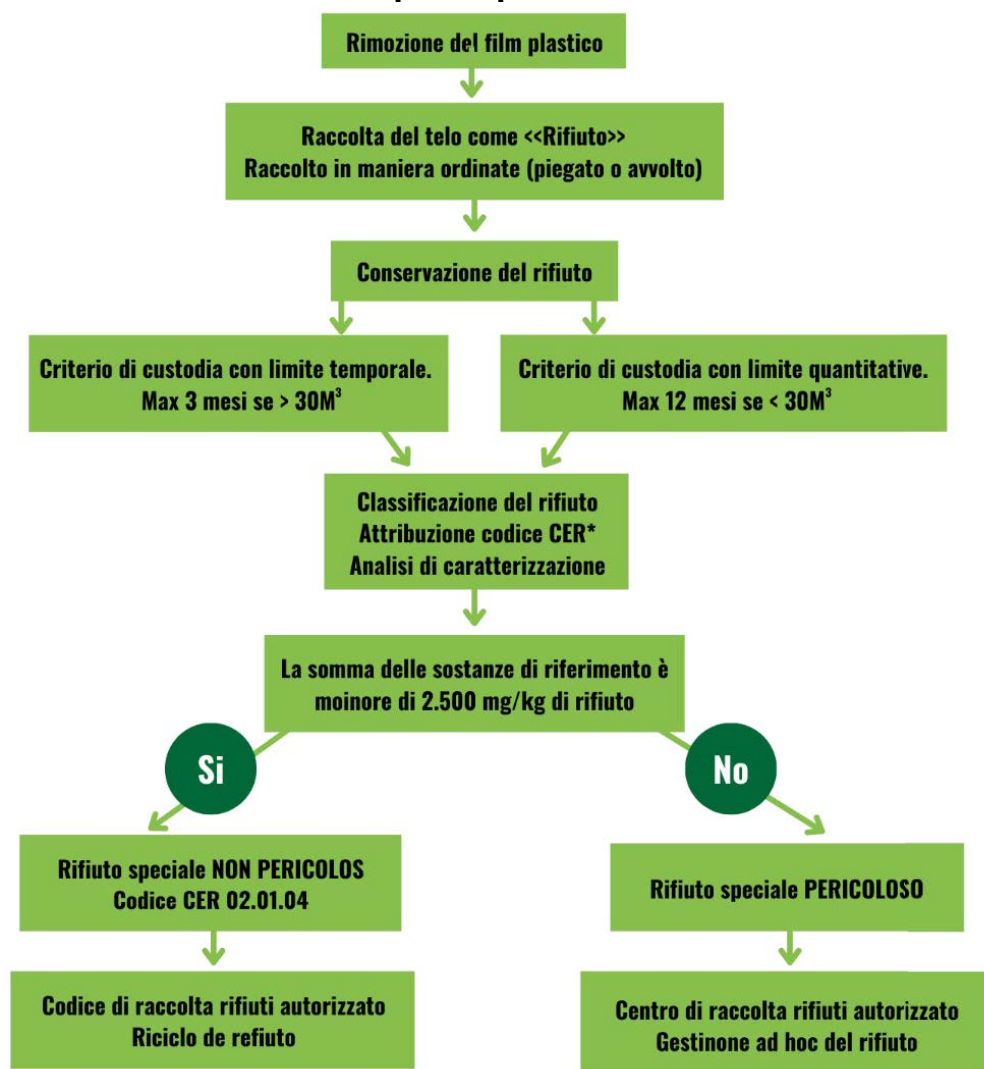 Rimozione del film plastico
Raccolta del telo come <<Rifiuto>>
Raccolto in maniera ordinate (piegato o avvolto)
Conservazione del rifiuto
Criterio di custodia con limite temporale.
Max 3 mesi se > 30M³
Criterio di custodia con limite quantitative.
Max 12 mesi se < 30M³
Classificazione del rifiuto
Attribuzione codice CER*
Analisi di caratterizzazione
La somma delle sostanze di riferimento è
moinore di 2.500 mg/kg di rifiuto
Si
No
Rifiuto speciale NON PERICOLOS
Codice CER 02.01.04
Rifiuto speciale PERICOLOSO
Codice di raccolta rifiuti autorizzato
Riciclo de refiuto
Centro di raccolta rifiuti autorizzato
Gestinone ad hoc del rifiuto